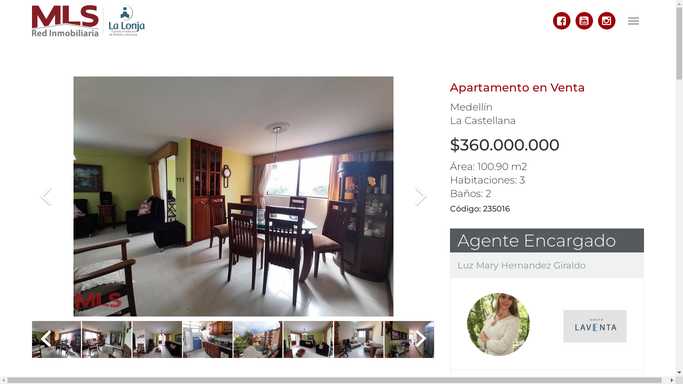 MLS
Red Inmobiliaria
La Lonja
Apartamento en Venta
Medellín
La Castellana
$360.000.000
Área: 100.90 m2
Habitaciones: 3
Baños: 2
Código: 235016
Agente Encargado
Luz Mary Hernandez Giraldo
LAVENTA
MLS